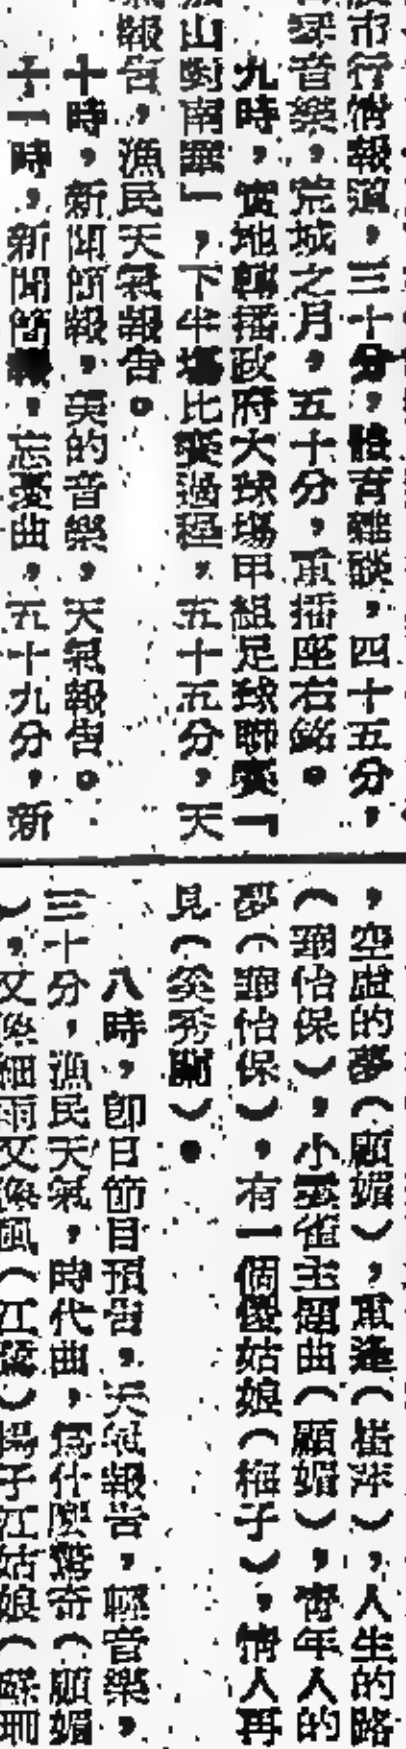 市行情報道，三十分，體育雜談，四十五分，
音樂，荒城之月，五十分，重播座右銘。
九時，實地轉播政府大球場甲組足球聯賽「
山對南華」，下半場比賽過程，五十五分，天
報告，漁民天氣報告。
十時，新聞簡報，美的音樂，天氣報告。
十一時，新聞簡報，忘憂曲，五十九分，新
，空虛的夢（顧媚），重逢（崔萍），人生的路
（鄧怡保），小雲雀主題曲（顧媚），青年人的
夢（鄧怡保），有一個傻姑娘（梅子），情人再
見（吳秀蘭）。
八時，即日節目預告，天氣報告，輕音樂，
三十分，漁民天氣，時代曲，為什麼驚奇（顧媚
），又像細雨又像風（江蕙）揚子江姑娘（蘇珊